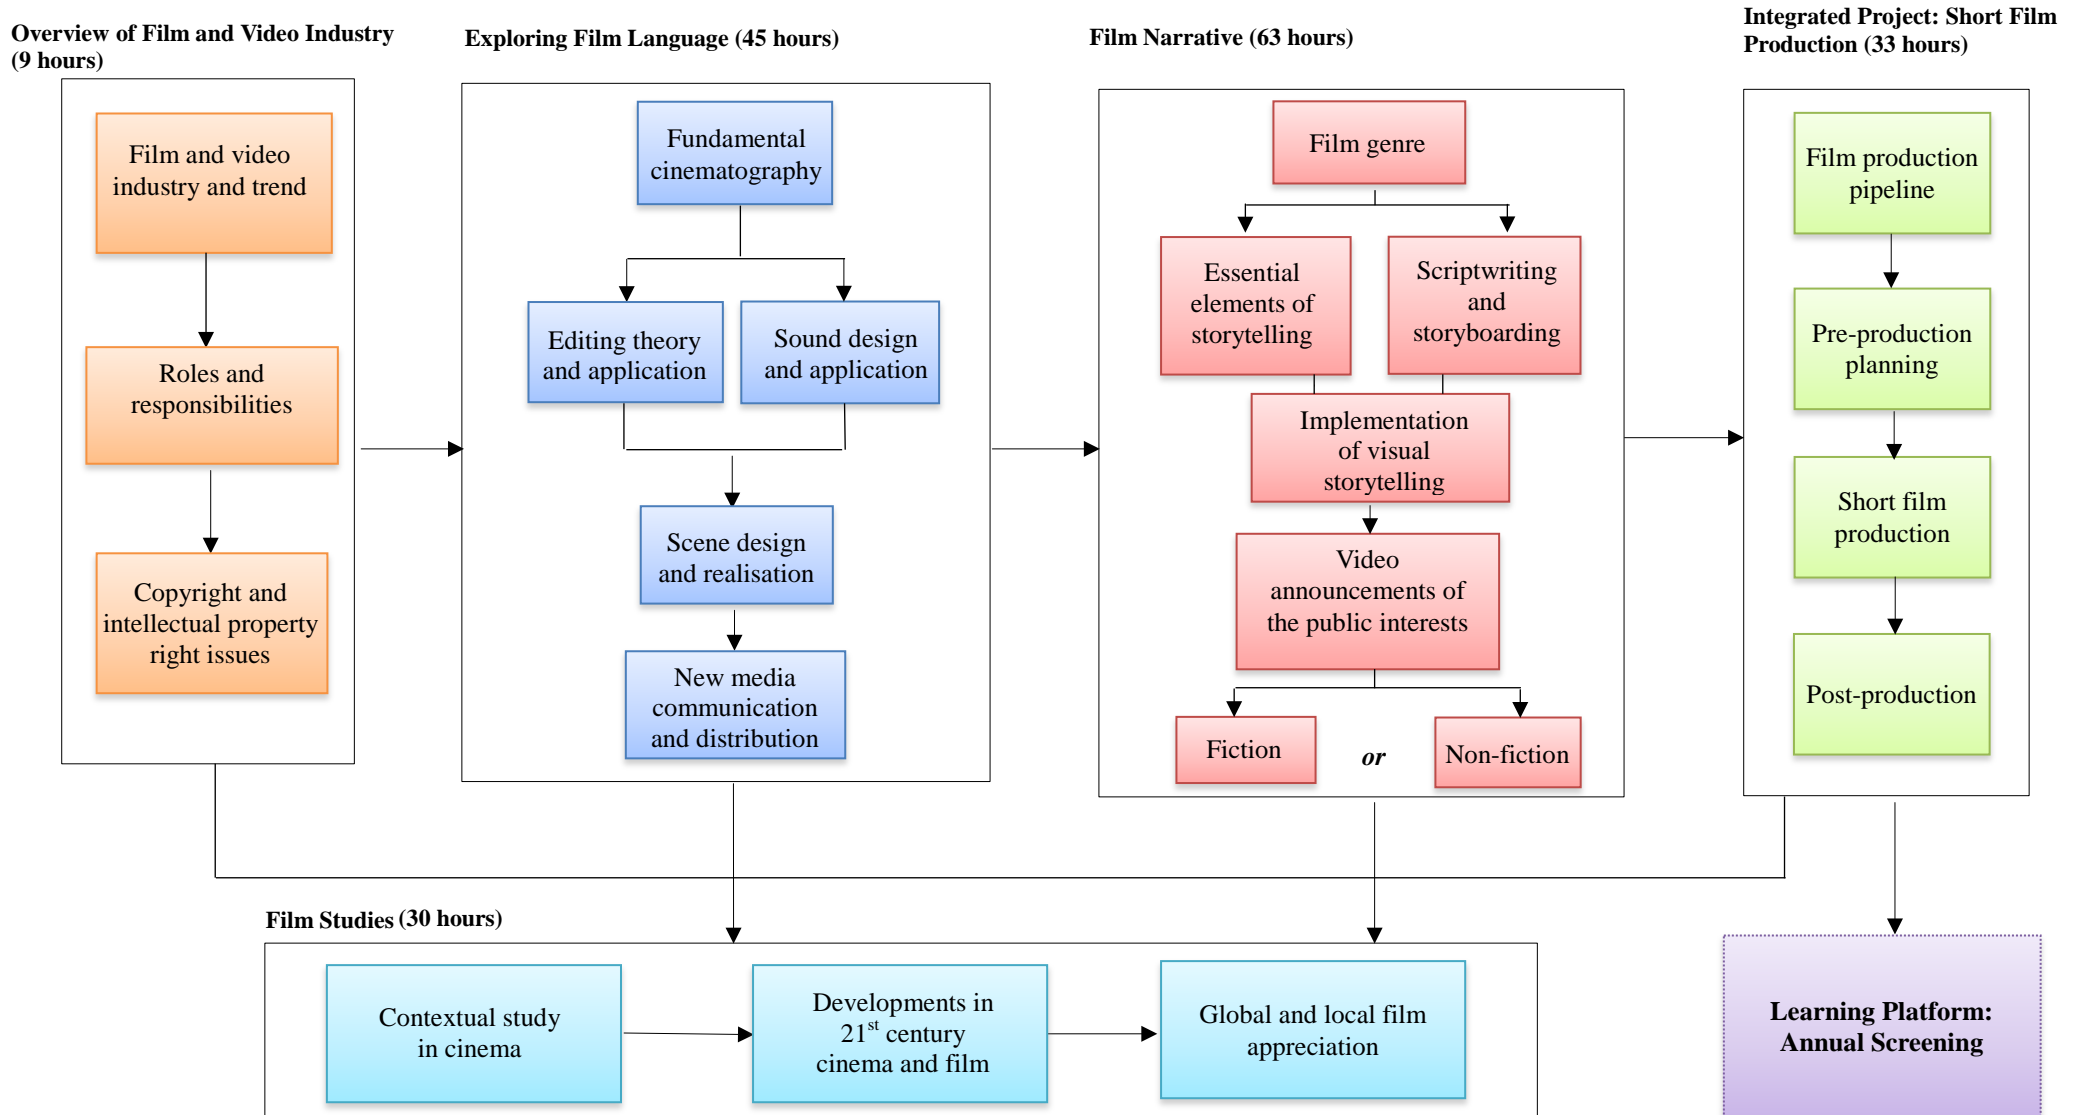 Overview of Film and Video Industry
(9 hours)
Film and video
industry and trend
Roles and
responsibilities
Copyright and
intellectual property
right issues
Exploring Film Language (45 hours)
Fundamental
cinematography
Editing theory
and application
Sound design
and application
Scene design
and realisation
New media
communication
and distribution
Film Narrative (63 hours)
Film genre
Essential
elements of
storytelling
Scriptwriting
and
storyboarding
Implementation
of visual
storytelling
Video
announcements of
the public interests
Fiction
or
Non-fiction
Integrated Project: Short Film
Production (33 hours)
Film production
pipeline
Pre-production
planning
Short film
production
Post-production
Film Studies (30 hours)
Contextual study
in cinema
Developments in
21st century
cinema and film
Global and local film
appreciation
Learning Platform:
Annual Screening